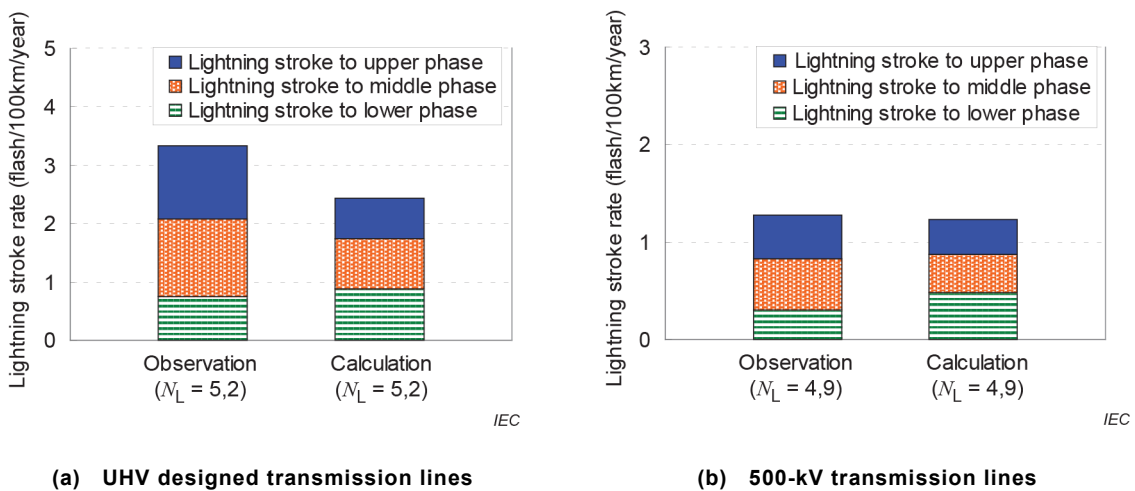 Lightning stroke rate (flash/100km/year)
5
4
3
2
1
0
Lightning stroke to upper phase
Lightning stroke to middle phase
Lightning stroke to lower phase
Observation
(NL = 5,2)
Calculation
(NL = 5,2)
IEC
(a) UHV designed transmission lines
Lightning stroke rate (flash/100km/year)
3
2
1
0
Lightning stroke to upper phase
Lightning stroke to middle phase
Lightning stroke to lower phase
Observation
(NL = 4,9)
Calculation
(NL = 4,9)
IEC
(b) 500-kV transmission lines